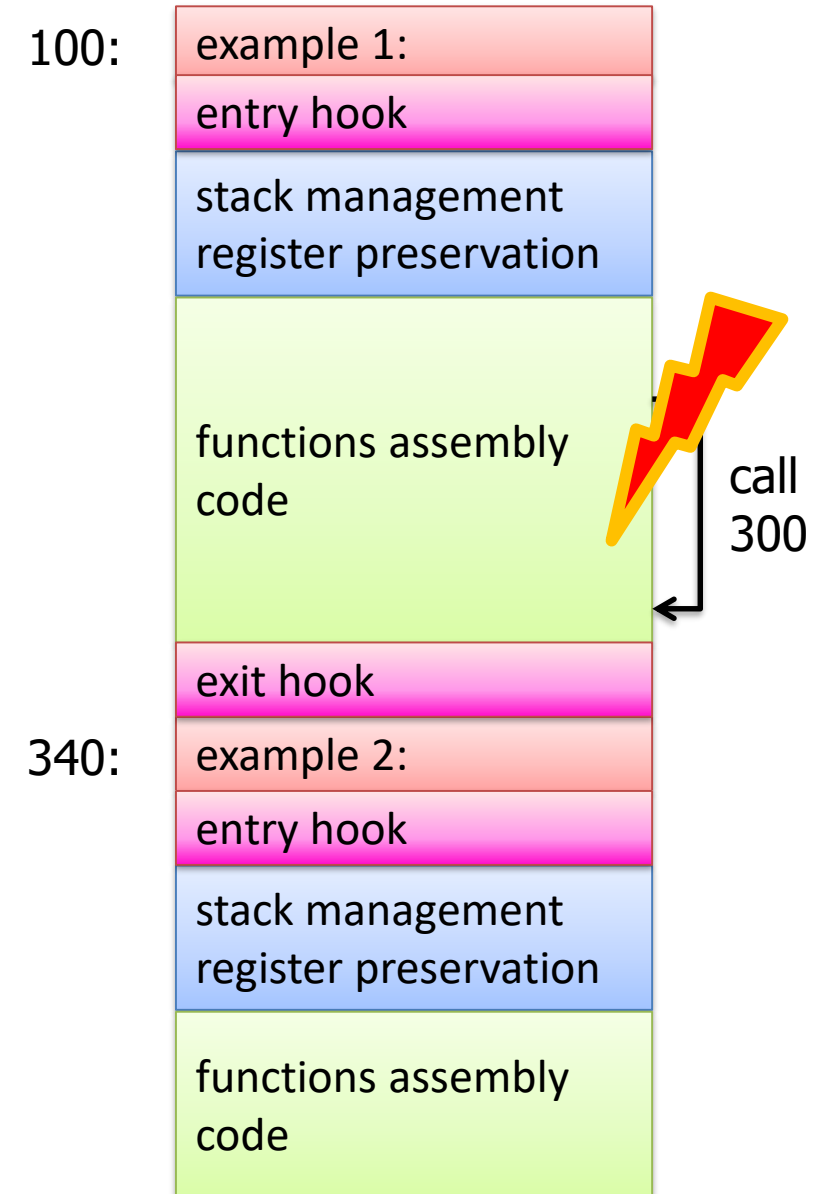 100:
example 1:
entry hook
stack management
register preservation
functions assembly
code
call
300
exit hook
340:
example 2:
entry hook
stack management
register preservation
functions assembly
code